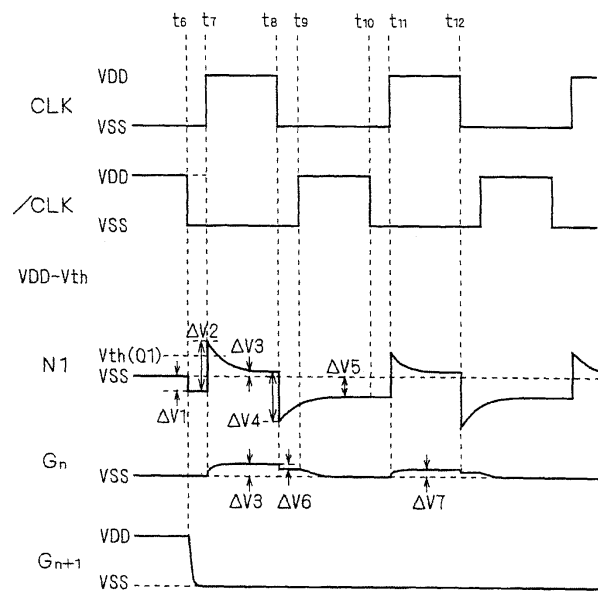 t6 t7 t8 t9 t10 t11 t12
VDD
CLK
VSS
VDD
/CLK
VSS
VDD-Vth
ΔV2
Vth(Q1)
ΔV3
ΔV5
N1
VSS
ΔV1
ΔV4
Gn
VSS
ΔV3
ΔV6
ΔV7
VDD
Gn+1
VSS